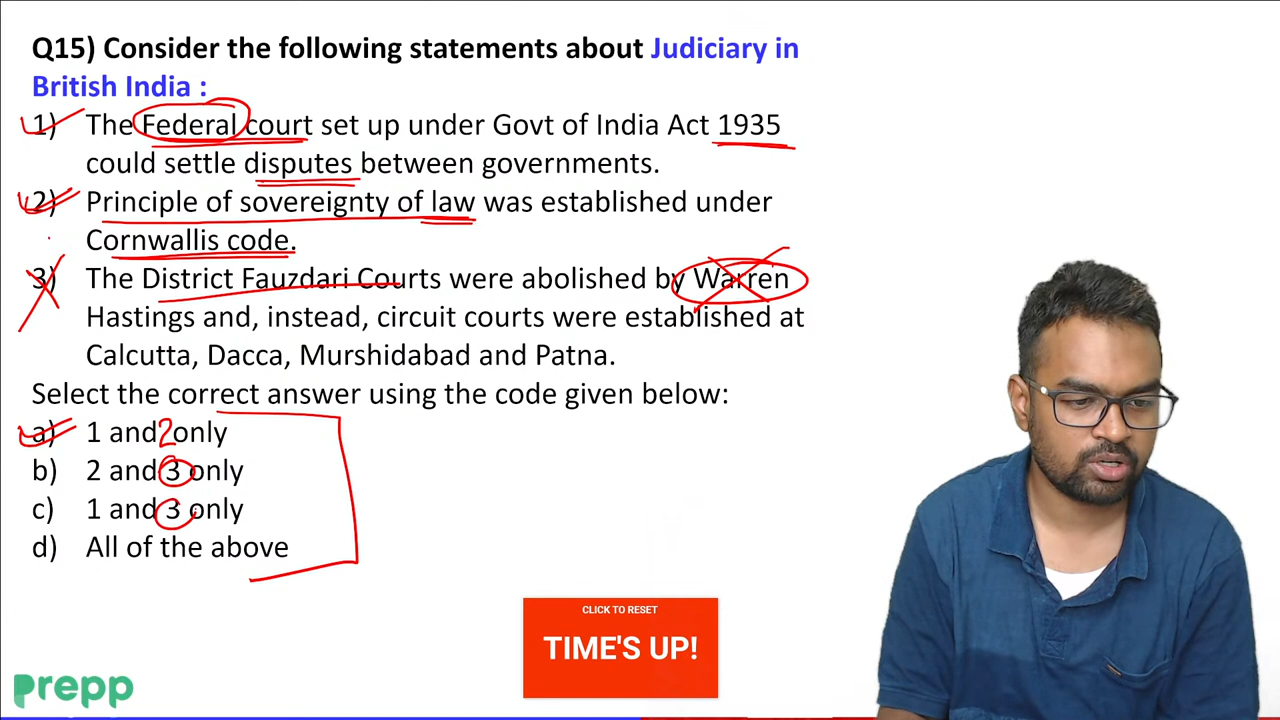 Q15) Consider the following statements about Judiciary in
British India :
1) The Federal court set up under Govt of India Act 1935
could settle disputes between governments.
2) Principle of sovereignty of law was established under
Cornwallis code.
3) The District Fauzdari Courts were abolished by Warren
Hastings and, instead, circuit courts were established at
Calcutta, Dacca, Murshidabad and Patna.
Select the correct answer using the code given below:
a) 1 and 2 only
b) 2 and 3 only
c) 1 and 3 only
d) All of the above
CLICK TO RESET
TIME'S UP!
prepp